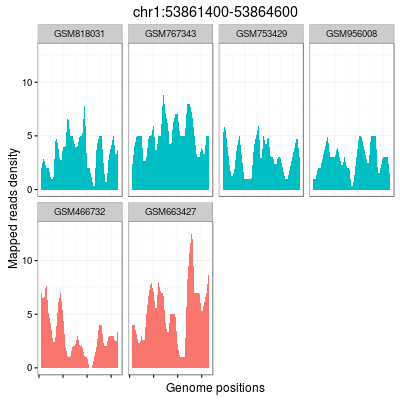 chr1:53861400-53864600
GSM818031 GSM767343 GSM753429 GSM956008
10
5
0
GSM466732 GSM663427
10
5
0
Mapped reads density
Genome positions